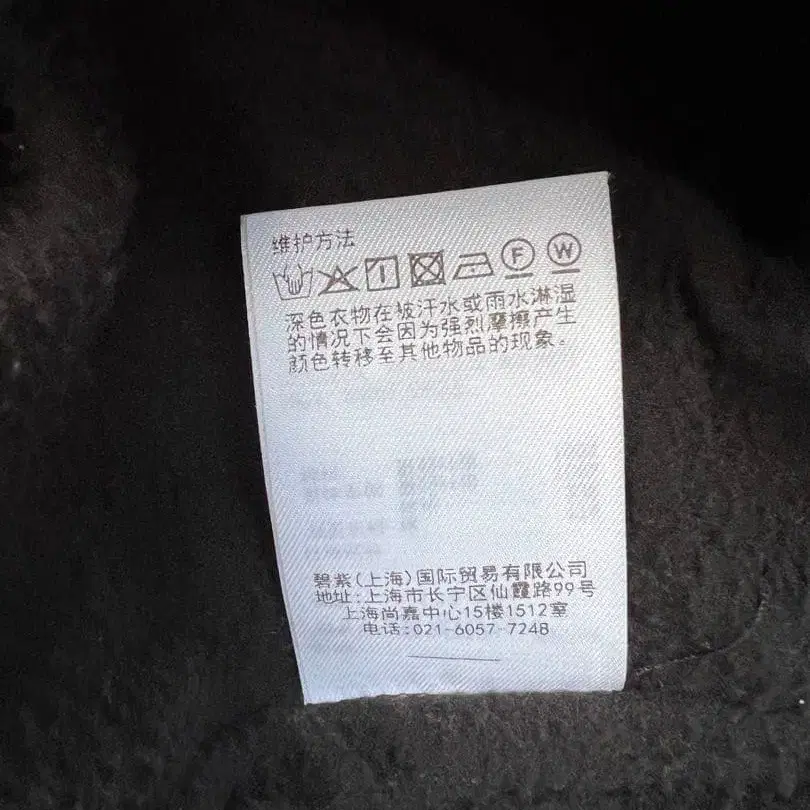 维护方法
F W
深色衣物在被汗水或雨水淋湿
的情况下会因为强烈摩擦产生
颜色转移至其他物品的现象。
碧紫(上海)国际贸易有限公司
地址:上海市长宁区仙霞路99号
上海尚嘉中心15楼1512室
电话:021-6057-7248